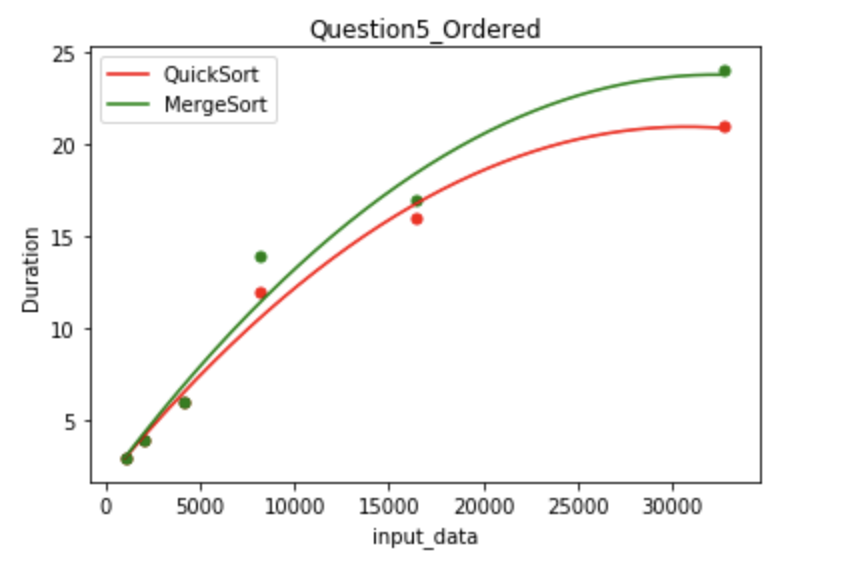 Question5_Ordered
QuickSort
MergeSort
25
20
15
10
5
Duration
0 5000 10000 15000 20000 25000 30000
input_data